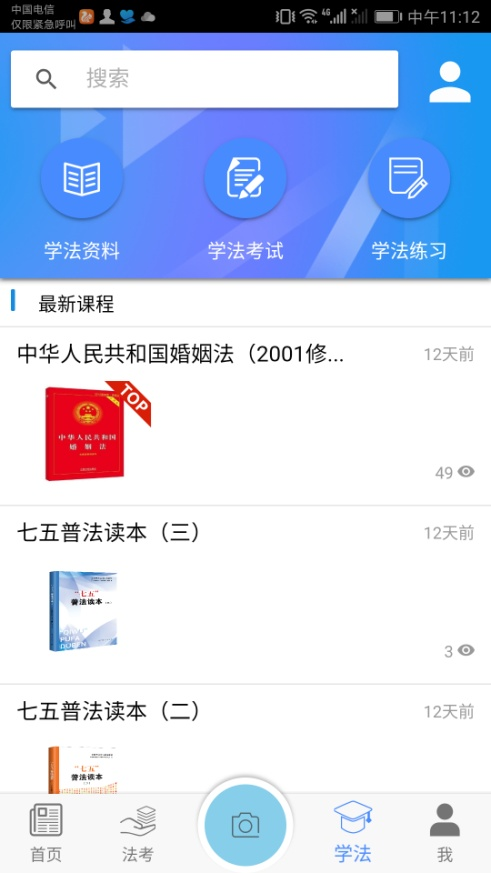 中国电信
仅限紧急呼叫
4G
中午11:12
搜索
学法资料
学法考试
学法练习
最新课程
中华人民共和国婚姻法（2001修...
12天前
TOP
中华人民共和国
婚姻法
49
七五普法读本（三）
12天前
“七五”
普法读本
3
七五普法读本（二）
12天前
“七五”
普法读本
首页
法考
学法
我